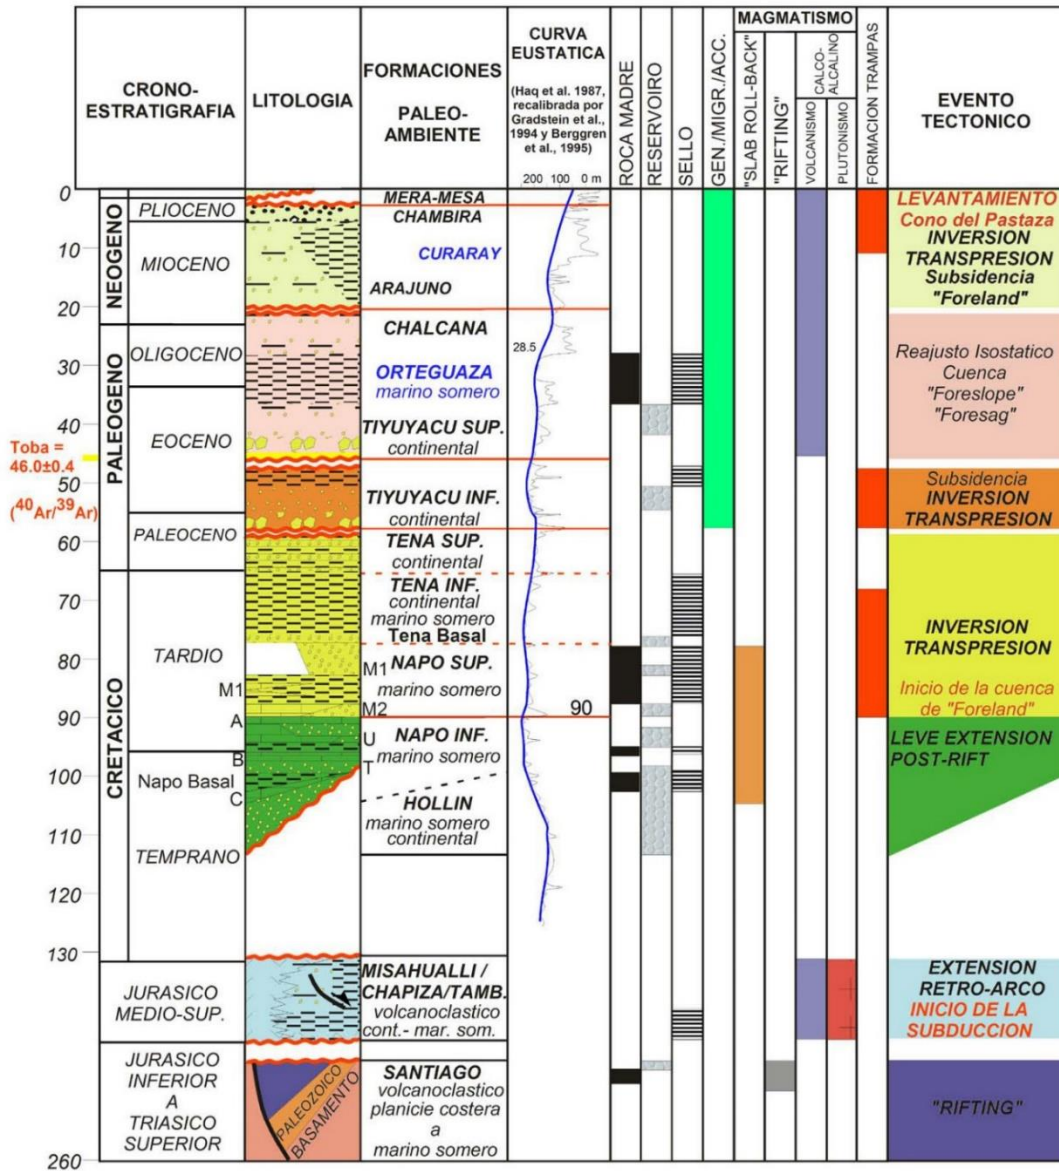 CRONO-
ESTRATIGRAFIA
LITOLOGIA
FORMACIONES
PALEO-
AMBIENTE
CURVA
EUSTATICA
(Haq et al. 1987,
recalibrada por
Gradstein et al.,
1994 y Berggren
et al., 1995)
200 100 0 m
ROCA MADRE
RESERVOIRO
SELLO
GEN./MIGR./ACC.
MAGMATISMO
"SLAB ROLL-BACK"
"RIFTING"
CALCO-
ALCALINO
VOLCANISMO
PLUTONISMO
FORMACION TRAMPAS
EVENTO
TECTONICO
0
10
20
30
40
50
60
70
80
90
100
110
120
130
260
Toba =
46.0±0.4
(40Ar/39Ar)
NEOGENO
PALEOGENO
CRETACICO
PLIOCENO
MIOCENO
OLIGOCENO
EOCENO
PALEOCENO
TARDIO
M1
A
B
Napo Basal
C
TEMPRANO
JURASICO
MEDIO-SUP.
JURASICO
INFERIOR
A
TRIASICO
SUPERIOR
PALEOZOICO
BASAMENTO
MERA-MESA
CHAMBIRA
CURARAY
ARAJUNO
CHALCANA
ORTEGUAZA
marino somero
TIYUYACU SUP.
continental
TIYUYACU INF.
continental
TENA SUP.
continental
TENA INF.
continental
marino somero
Tena Basal
M1 NAPO SUP.
marino somero
M2
U NAPO INF.
marino somero
T
HOLLIN
marino somero
continental
MISAHUALLI /
CHAPIZA/TAMB.
volcanoclastico
cont.- mar. som.
SANTIAGO
volcanoclastico
planicie costera
a
marino somero
28.5
90
LEVANTAMIENTO
Cono del Pastaza
INVERSION
TRANSPRESION
Subsidencia
"Foreland"
Reajusto Isostatico
Cuenca
"Foreslope"
"Foresag"
Subsidencia
INVERSION
TRANSPRESION
INVERSION
TRANSPRESION
Inicio de la cuenca
de "Foreland"
LEVE EXTENSION
POST-RIFT
EXTENSION
RETRO-ARCO
INICIO DE LA
SUBDUCCION
"RIFTING"